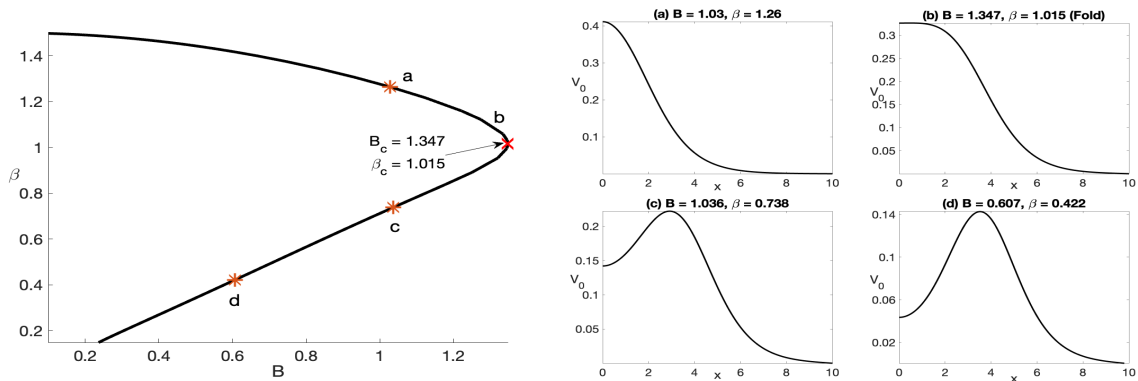 1.4
1.2
1
0.8
0.6
0.4
0.2
β
0.2
0.4
0.6
0.8
1
1.2
B
a
b
B_c = 1.347
β_c = 1.015
c
d
(a) B = 1.03, β = 1.26
0.4
0.3
V_0
0.2
0.1
0
2
4
6
8
10
x
(b) B = 1.347, β = 1.015 (Fold)
0.3
0.25
0.2
V_0
0.15
0.1
0.05
0
2
4
6
8
10
x
(c) B = 1.036, β = 0.738
0.2
0.15
V_0
0.1
0.05
0
2
4
6
8
10
x
(d) B = 0.607, β = 0.422
0.14
0.1
V_0
0.06
0.02
0
2
4
6
8
10
x